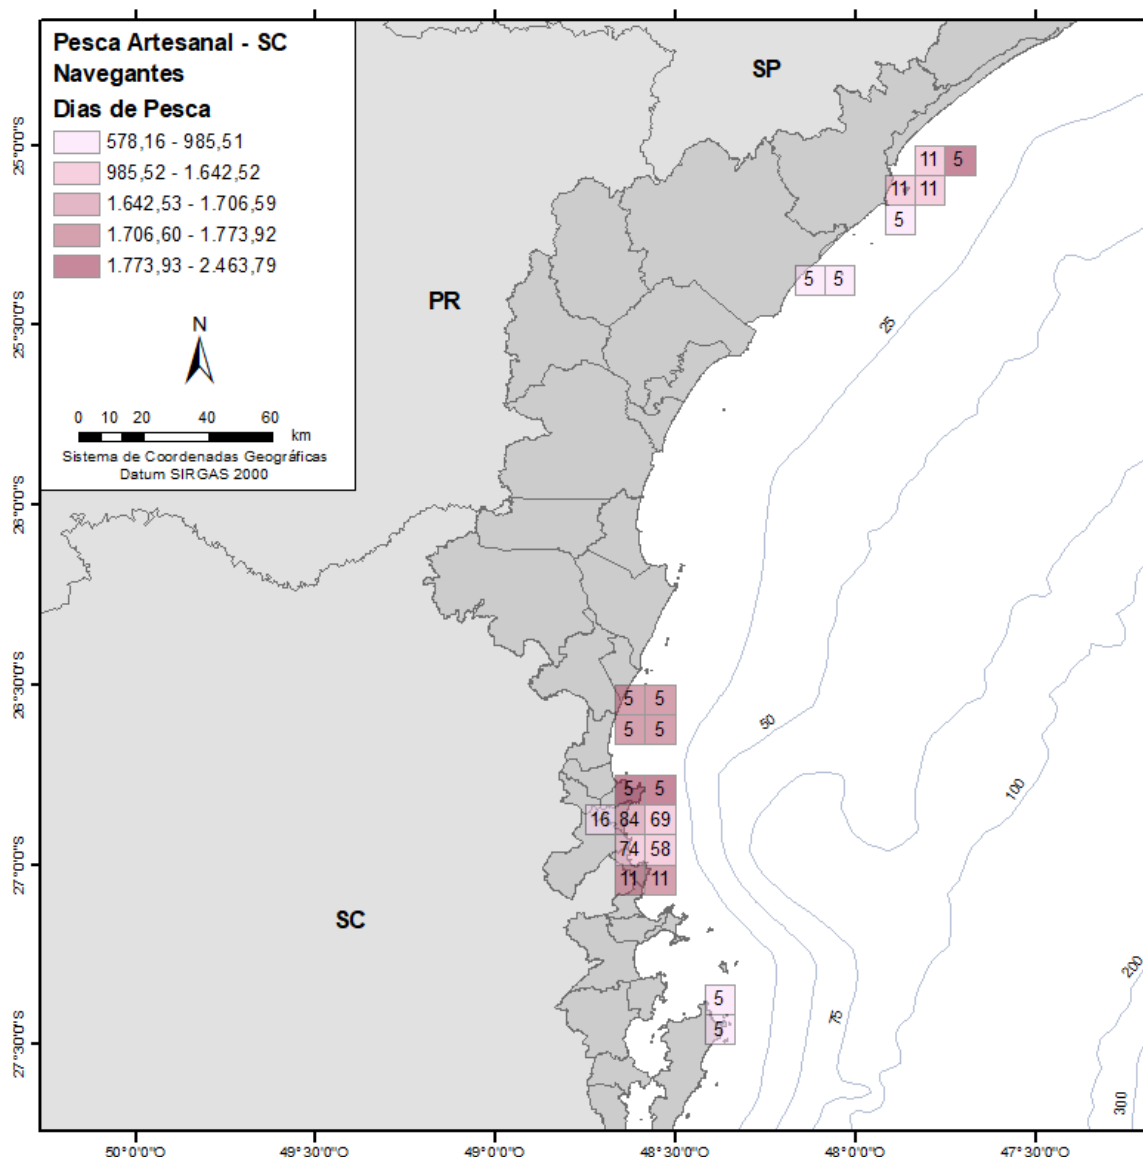 Pesca Artesanal - SC
Navegantes
Dias de Pesca
578,16 - 985,51
985,52 - 1.642,52
1.642,53 - 1.706,59
1.706,60 - 1.773,92
1.773,93 - 2.463,79
N
0 10 20 40 60
km
Sistema de Coordenadas Geográficas
Datum SIRGAS 2000
SP
PR
SC
11 5
11 11
5
5 5
25
5 5
5 5
50
100
5 5
16 84 69
74 58
11 11
200
5
75
5
300
25°0'0"S
25°30'0"S
26°0'0"S
26°30'0"S
27°0'0"S
27°30'0"S
50°0'0"O 49°30'0"O 49°0'0"O 48°30'0"O 48°0'0"O 47°30'0"O